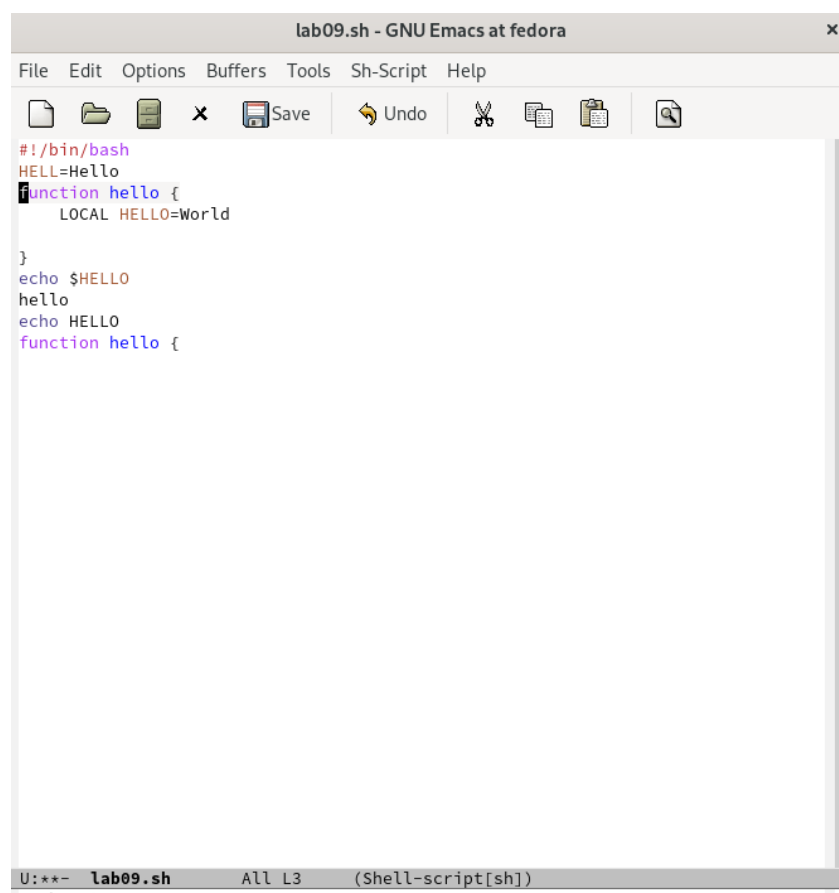 lab09.sh - GNU Emacs at fedora
File Edit Options Buffers Tools Sh-Script Help
Save Undo
#!/bin/bash
HELL=Hello
function hello {
    LOCAL HELLO=World

}
echo $HELLO
hello
echo HELLO
function hello {
U:**- lab09.sh All L3 (Shell-script[sh])